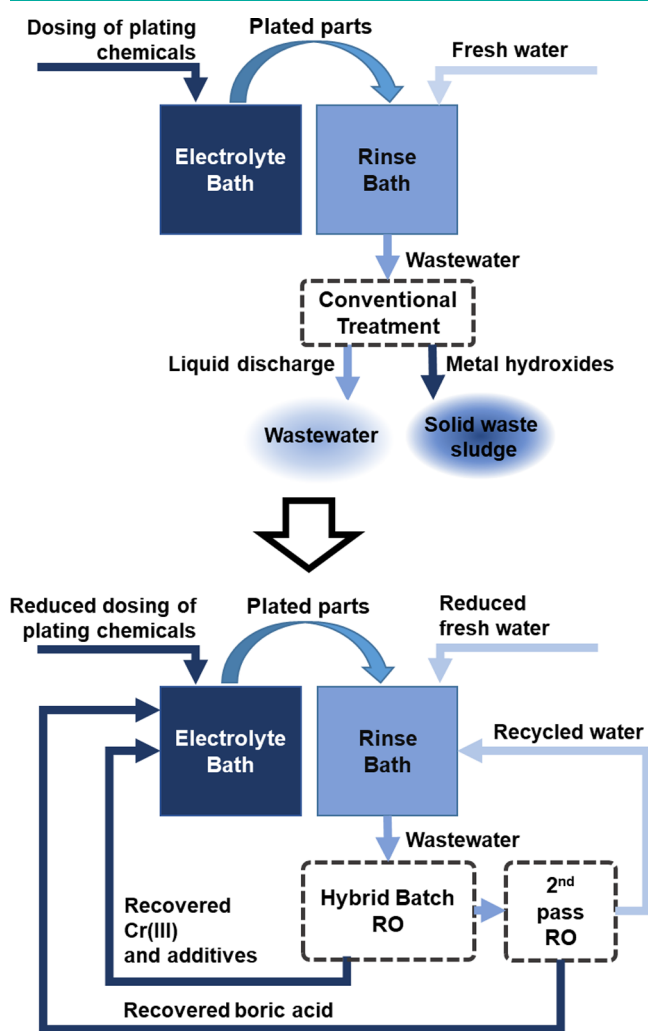 Dosing of plating
chemicals
Plated parts
Fresh water
Electrolyte
Bath
Rinse
Bath
Wastewater
Conventional
Treatment
Liquid discharge
Metal hydroxides
Wastewater
Solid waste
sludge
Reduced dosing of
plating chemicals
Plated parts
Reduced
fresh water
Electrolyte
Bath
Rinse
Bath
Recycled water
Wastewater
Hybrid Batch
RO
2nd
pass
RO
Recovered
Cr(III)
and additives
Recovered boric acid